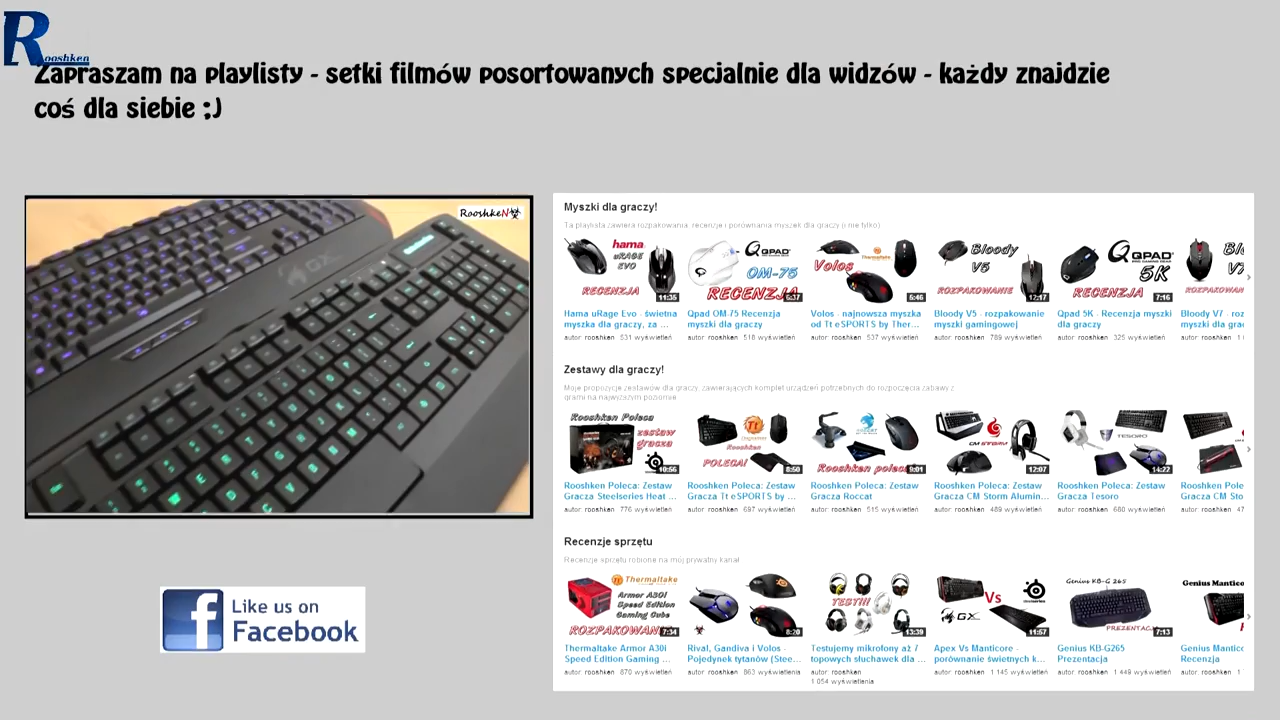 Rooshken
Zapraszam na playlisty - setki filmów posortowanych specjalnie dla widzów - każdy znajdzie
coś dla siebie ;)
RooshkeN
GX
Like us on
Facebook
Myszki dla graczy!
Ta playlista zawiera rozpakowania, recenzje i porównania myszek dla graczy (i nie tylko)
hama uRAGE EVO RECENZJA 11:35
QPAD OM-75 RECENZJA 6:37
Volos Thermaltake 5:46
Bloody V5 ROZPAKOWANIE 12:17
QPAD 5K RECENZJA 7:16
Hama uRage Evo - świetna myszka dla graczy, za ...
autor rooshken 531 wyświetleń
Qpad OM-75 Recenzja myszki dla graczy
autor rooshken 518 wyświetleń
Volos - najnowsza myszka od Tt eSPORTS by Ther...
autor rooshken 537 wyświetleń
Bloody V5 - rozpakowanie myszki gamingowej
autor rooshken 789 wyświetleń
Qpad 5K - Recenzja myszki dla graczy
autor rooshken 325 wyświetleń
Zestawy dla graczy!
Moje propozycje zestawów dla graczy, zawierających komplet urządzeń potrzebnych do rozpoczęcia zabawy z
grami na najwyższym poziomie
Rooshken Poleca zestaw gracza 10:56
Rooshken POLECA! 8:50
Rooshken poleca 9:01
CM STORM 12:07
TESORO 14:22
Rooshken Poleca: Zestaw Gracza Steelseries Heat ...
autor rooshken 776 wyświetleń
Rooshken Poleca: Zestaw Gracza Tt eSPORTS by ...
autor rooshken 697 wyświetleń
Rooshken Poleca: Zestaw Gracza Roccat
autor rooshken 515 wyświetleń
Rooshken Poleca: Zestaw Gracza CM Storm Alumin...
autor rooshken 489 wyświetleń
Rooshken Poleca: Zestaw Gracza Tesoro
autor rooshken 680 wyświetleń
Recenzje sprzętu
Recenzje sprzętu robione na mój prywatny kanał
Thermaltake Armor A30i Speed Edition Gaming Cube 7:34
8:20
TEST!!! 13:39
GX Vs steelseries 11:57
Genius KB-G 265 PREZENTACJA 7:13
Genius Mantico
Thermaltake Armor A30i Speed Edition Gaming ...
autor rooshken 870 wyświetleń
Rival, Gandiva i Volos - Pojedynek tytanów (Stee...
autor rooshken 863 wyświetlenia
Testujemy mikrofony aż 7 topowych słuchawek dla ...
autor rooshken 1 054 wyświetlenia
Apex Vs Manticore - porównanie świetnych k...
autor rooshken 1 145 wyświetleń
Genius KB-G265 Prezentacja
autor rooshken 1 449 wyświetleń
Genius Mantico Recenzja